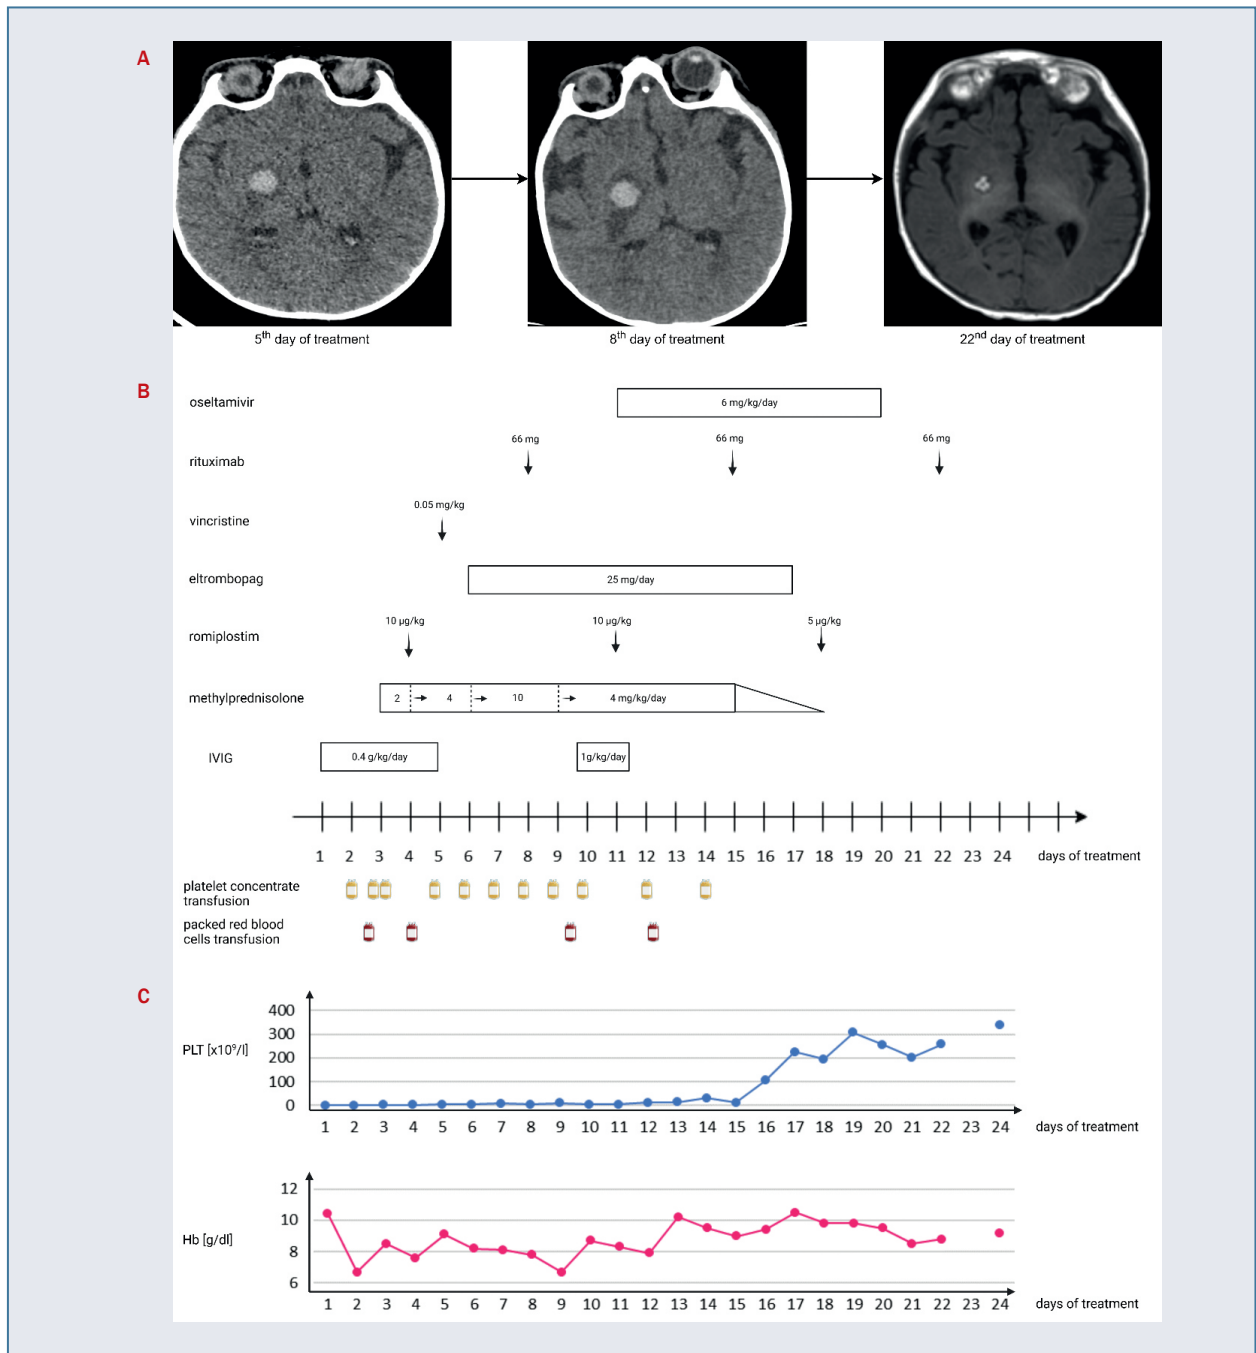 A
5th day of treatment
8th day of treatment
22nd day of treatment
B
oseltamivir
6 mg/kg/day
66 mg
66 mg
66 mg
rituximab
0.05 mg/kg
vincristine
eltrombopag
25 mg/day
10 µg/kg
10 µg/kg
5 µg/kg
romiplostim
methylprednisolone
2
4
10
4 mg/kg/day
IVIG
0.4 g/kg/day
1g/kg/day
1 2 3 4 5 6 7 8 9 10 11 12 13 14 15 16 17 18 19 20 21 22 23 24 days of treatment
platelet concentrate
transfusion
packed red blood
cells transfusion
C
400
300
PLT [x10⁹/l]
200
100
0
1 2 3 4 5 6 7 8 9 10 11 12 13 14 15 16 17 18 19 20 21 22 23 24 days of treatment
12
10
Hb [g/dl]
8
6
1 2 3 4 5 6 7 8 9 10 11 12 13 14 15 16 17 18 19 20 21 22 23 24 days of treatment